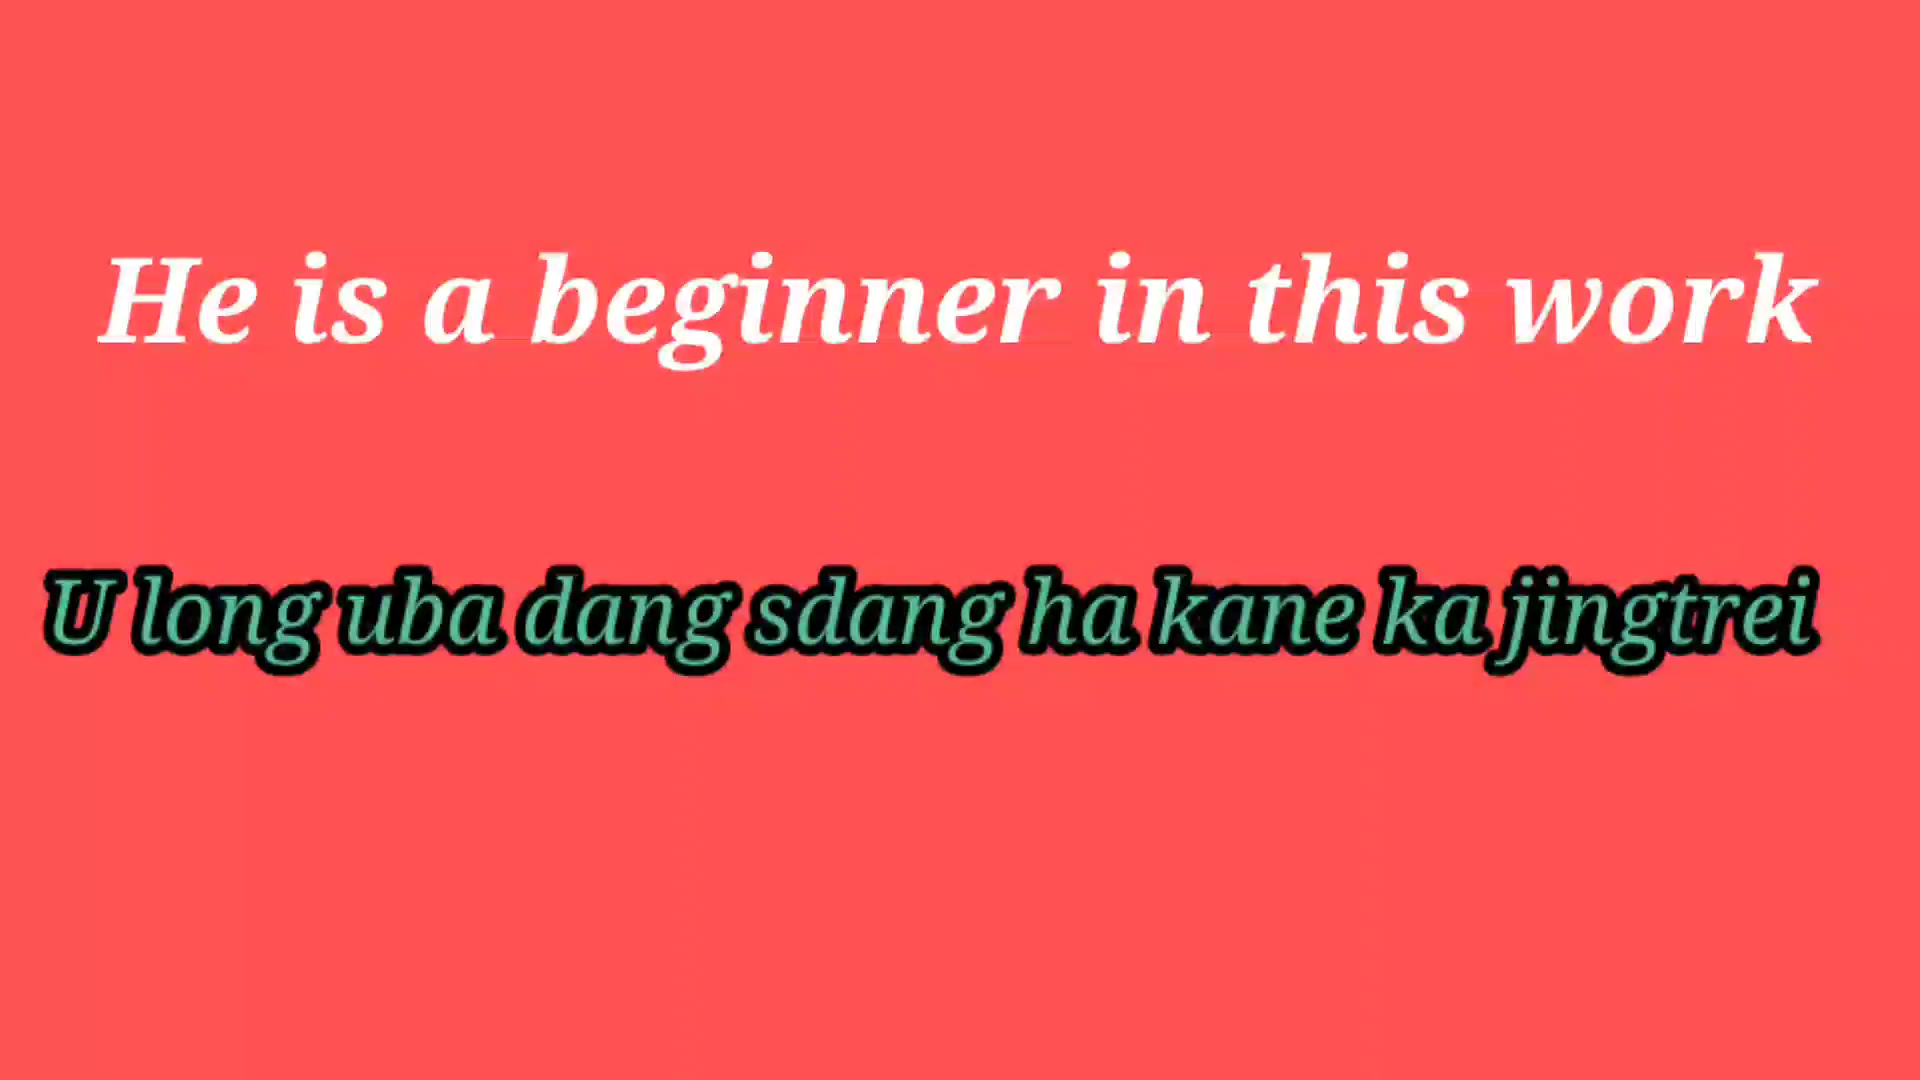 He is a beginner in this work
U long uba dang sdang ha kane ka jingtrei